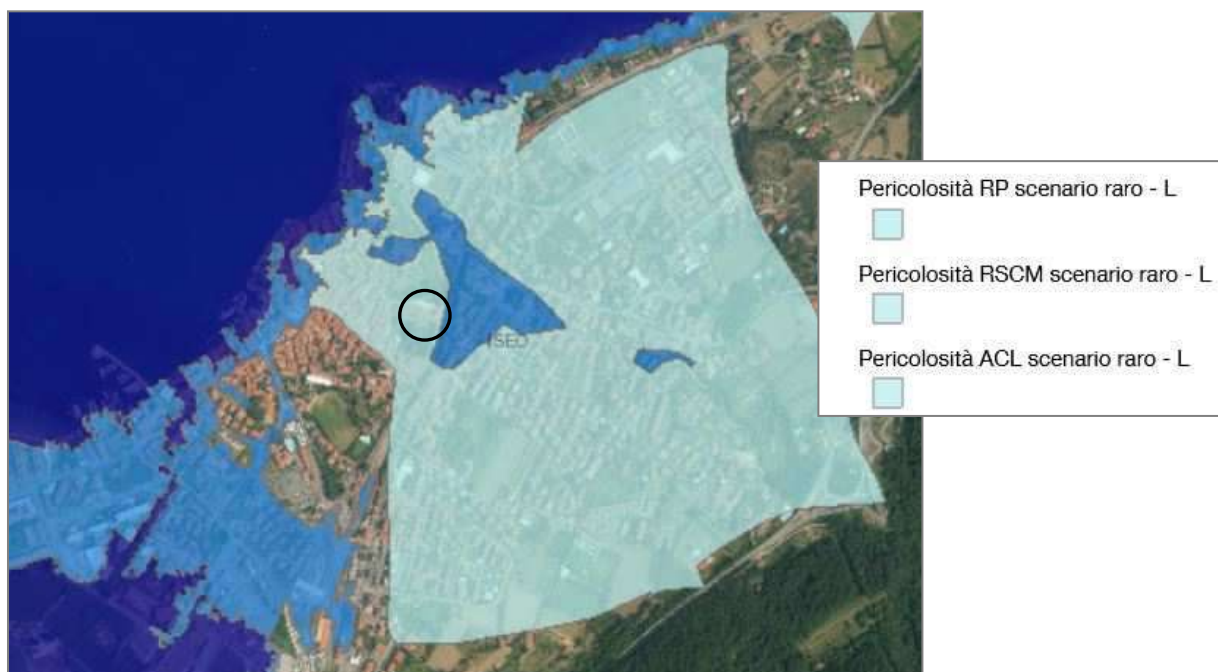 ISEO
Pericolosità RP scenario raro - L
Pericolosità RSCM scenario raro - L
Pericolosità ACL scenario raro - L